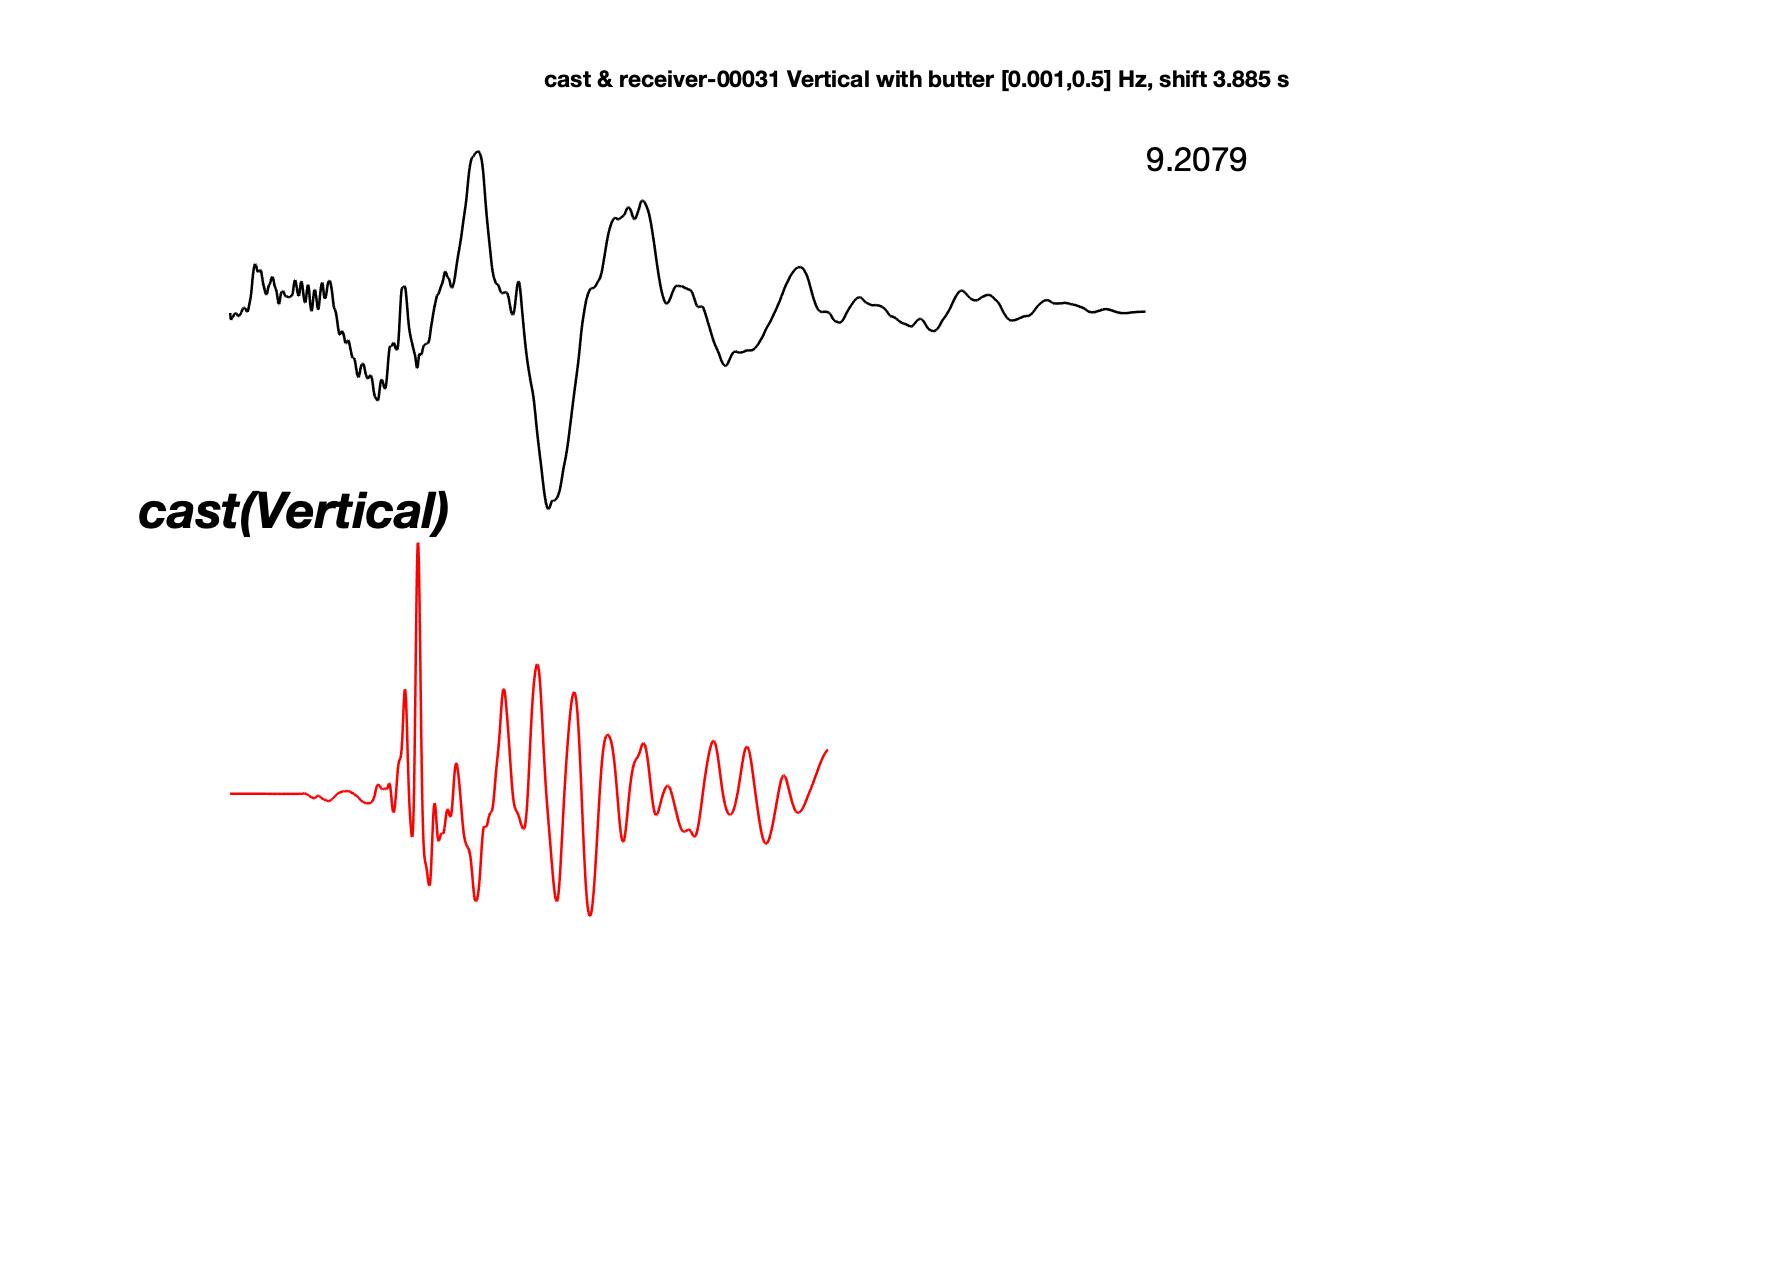 cast & receiver-00031 Vertical with butter [0.001,0.5] Hz, shift 3.885 s
9.2079
cast(Vertical)